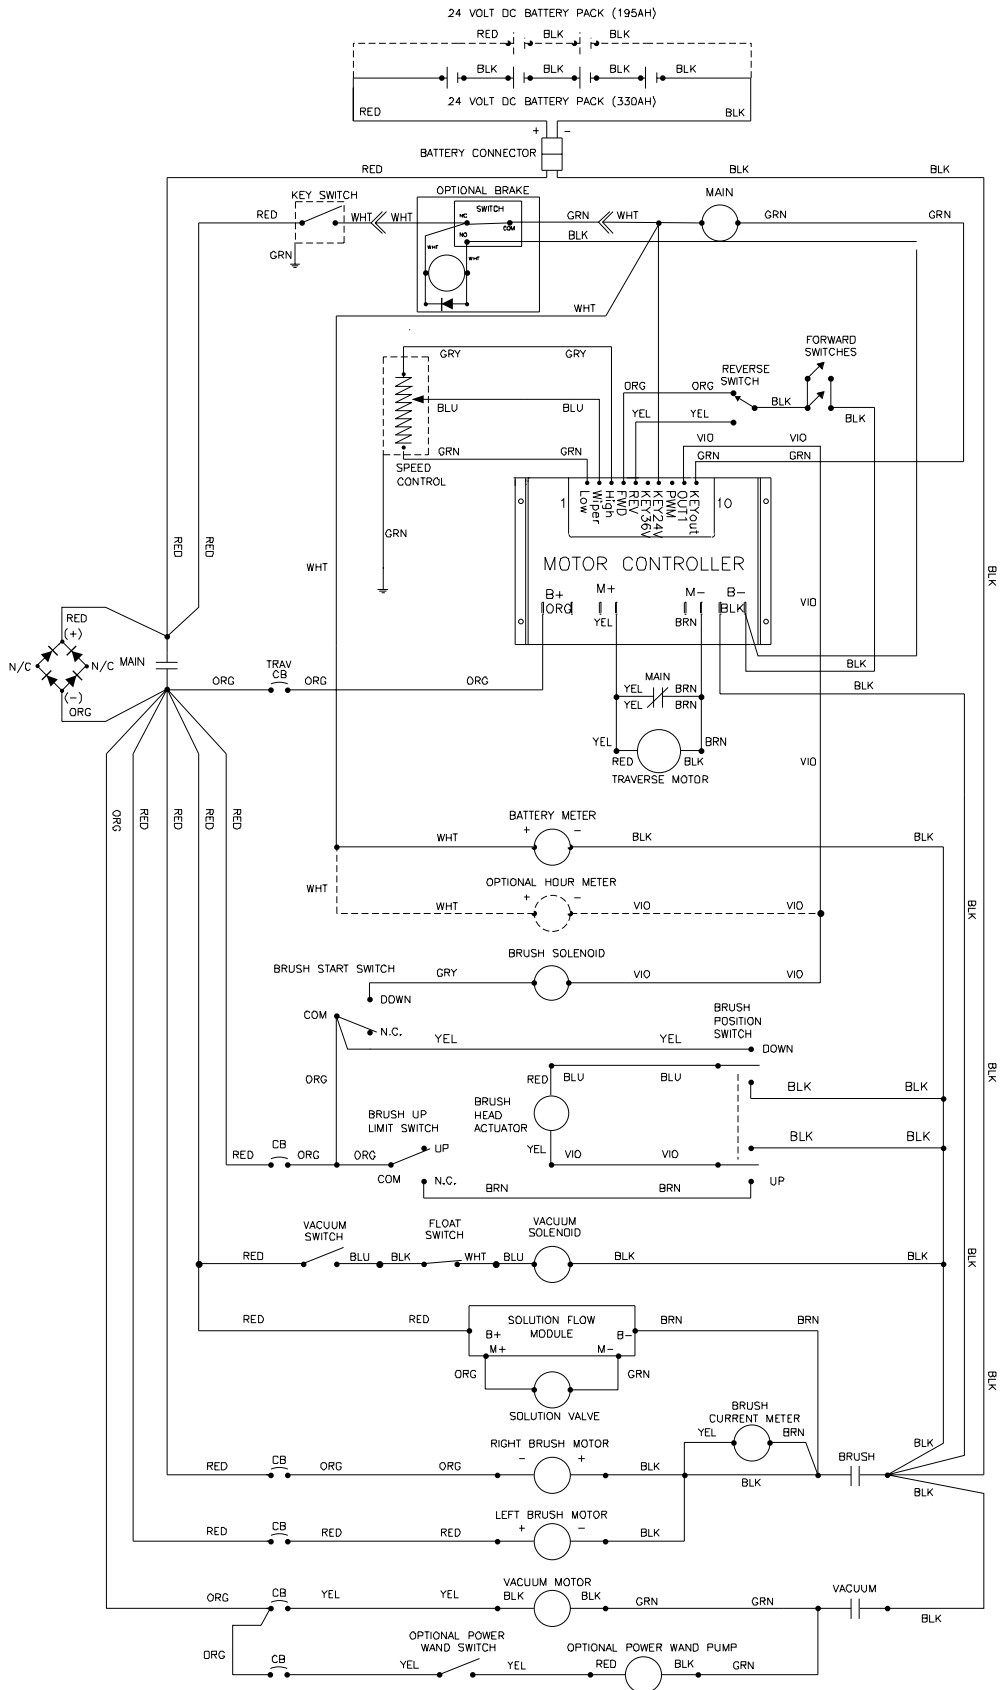 24 VOLT DC BATTERY PACK (195AH)
RED BLK BLK
BLK BLK BLK BLK
24 VOLT DC BATTERY PACK (330AH)
RED BLK
+ −
BATTERY CONNECTOR
RED BLK BLK
KEY SWITCH OPTIONAL BRAKE MAIN
SWITCH
RED WHT WHT NC COM GRN WHT GRN GRN
NO BLK
GRN WHT WHT
WHT
FORWARD
SWITCHES
GRY GRY
REVERSE
SWITCH
ORG ORG
BLU BLU YEL YEL BLK BLK
VIO VIO
GRN GRN GRN GRN
SPEED
CONTROL
1 Low Wiper High FWD REV KEY36V KEY24V PWM OUT1 KEYout 10
GRN
RED RED
WHT
MOTOR CONTROLLER
BLK
B+ M+ M− B−
ORG YEL BRN BLK
VIO
RED
(+)
N/C N/C MAIN
(−)
ORG
TRAV
CB
ORG ORG ORG
BLK
BLK
MAIN
YEL BRN
YEL BRN
YEL BRN
RED BLK
TRAVERSE MOTOR
VIO
ORG RED RED RED RED
BATTERY METER
WHT + − BLK BLK
OPTIONAL HOUR METER
WHT
WHT + − VIO VIO
BLK
BRUSH SOLENOID
BRUSH START SWITCH
GRY VIO VIO
DOWN
COM
N.C.
YEL YEL
BRUSH
POSITION
SWITCH
DOWN
BLK
ORG
RED BLU BLU
BLK BLK
BRUSH
HEAD
ACTUATOR
BRUSH UP
LIMIT SWITCH
BLK BLK
CB
RED ORG ORG UP
YEL VIO VIO
COM N.C. UP
BRN BRN
VACUUM
SWITCH
FLOAT
SWITCH
VACUUM
SOLENOID
RED BLU BLK WHT BLU BLK BLK
BLK
SOLUTION FLOW
MODULE
RED RED B+ B− BRN BRN
M+ M−
ORG GRN
SOLUTION VALVE
BLK
BRUSH
CURRENT METER
YEL BRN
RIGHT BRUSH MOTOR
BLK
BRUSH
RED CB ORG ORG − + BLK
BLK
BLK
LEFT BRUSH MOTOR
RED CB RED RED + − BLK
VACUUM MOTOR
ORG CB YEL YEL BLK BLK GRN GRN VACUUM
BLK
ORG
OPTIONAL POWER
WAND SWITCH
OPTIONAL POWER WAND PUMP
CB YEL YEL RED BLK GRN